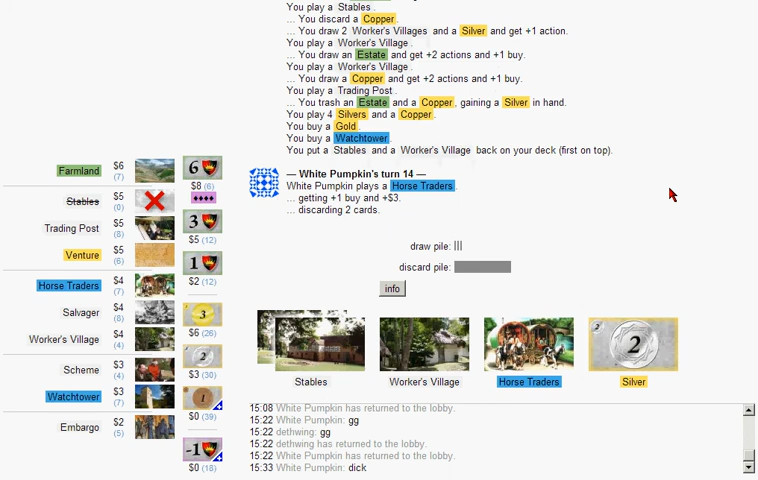 You play a Stables.
... You discard a Copper.
... You draw 2 Worker's Villages and a Silver and get +1 action.
You play a Worker's Village.
... You draw an Estate and get +2 actions and +1 buy.
You play a Worker's Village.
... You draw a Copper and get +2 actions and +1 buy.
You play a Trading Post.
... You trash an Estate and a Copper, gaining a Silver in hand.
You play 4 Silvers and a Copper.
You buy a Gold.
You buy a Watchtower.
You put a Stables and a Worker's Village back on your deck (first on top).
— White Pumpkin's turn 14 —
White Pumpkin plays a Horse Traders.
... getting +1 buy and +$3.
... discarding 2 cards.
draw pile:
discard pile:
info
Farmland $6 (7)
6 $8 (6)
Stables $5 (0)
Trading Post $5 (8)
3 $5 (12)
Venture $5 (6)
1 $2 (12)
Horse Traders $4 (7)
Salvager $4 (8)
3 $6 (26)
Worker's Village $4 (4)
2 $3 (30)
Scheme $3 (4)
Watchtower $3 (7)
1 $0 (39)
Embargo $2 (5)
-1 $0 (18)
2 2
Stables Worker's Village Horse Traders Silver
15:08 White Pumpkin has returned to the lobby.
15:22 White Pumpkin: gg
15:22 dethwing: gg
15:22 dethwing has returned to the lobby.
15:22 White Pumpkin has returned to the lobby.
15:33 White Pumpkin: dick